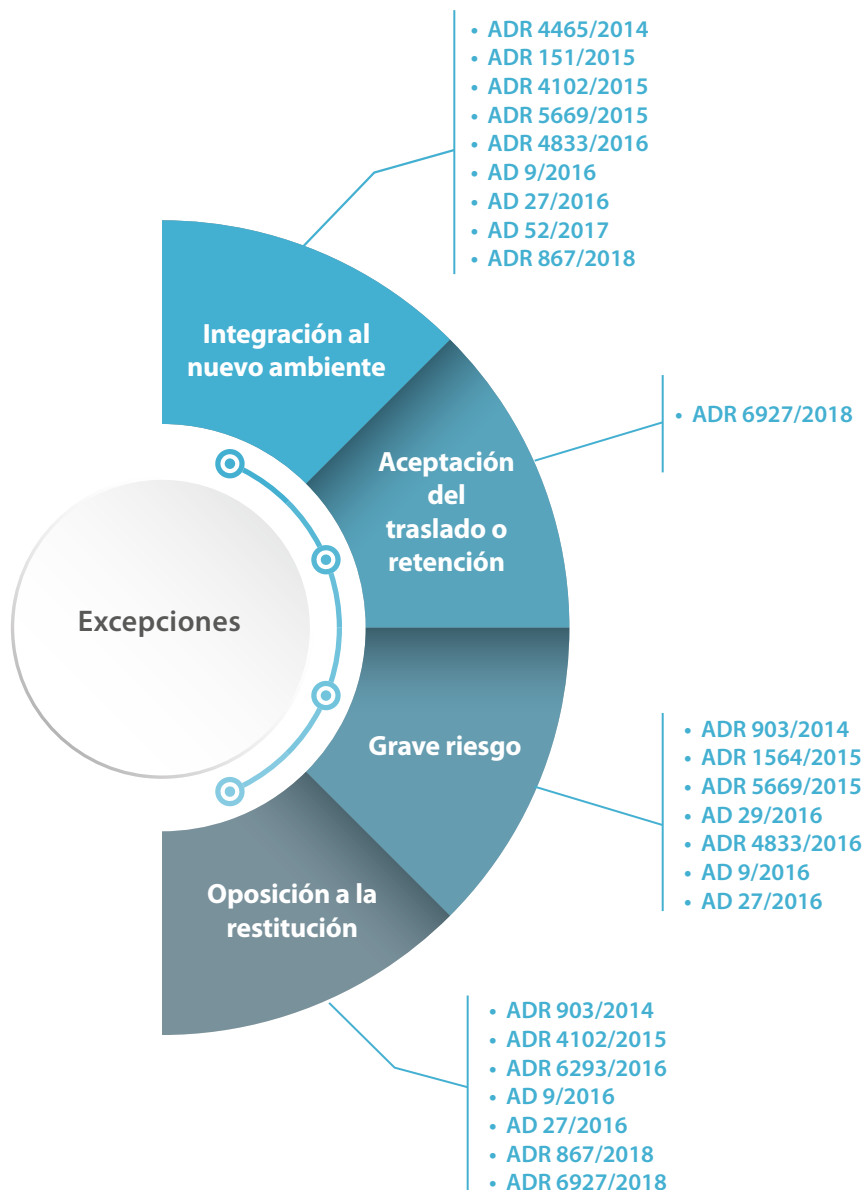 • ADR 4465/2014
• ADR 151/2015
• ADR 4102/2015
• ADR 5669/2015
• ADR 4833/2016
• AD 9/2016
• AD 27/2016
• AD 52/2017
• ADR 867/2018
Integración al
nuevo ambiente
• ADR 6927/2018
Aceptación
del
traslado o
retención
Excepciones
Grave riesgo
• ADR 903/2014
• ADR 1564/2015
• ADR 5669/2015
• AD 29/2016
• ADR 4833/2016
• AD 9/2016
• AD 27/2016
Oposición a la
restitución
• ADR 903/2014
• ADR 4102/2015
• ADR 6293/2016
• AD 9/2016
• AD 27/2016
• ADR 867/2018
• ADR 6927/2018